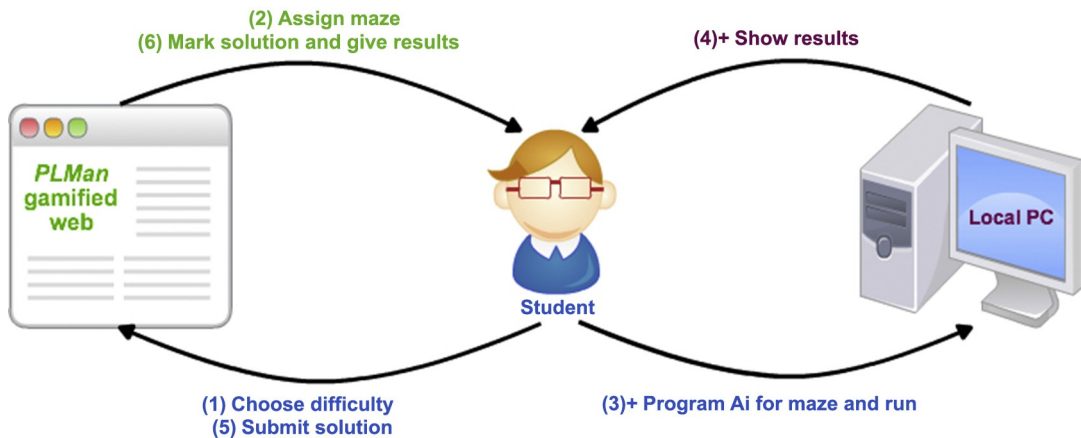 (2) Assign maze
(6) Mark solution and give results
(4)+ Show results
PLMan
gamified
web
Local PC
Student
(1) Choose difficulty
(5) Submit solution
(3)+ Program Ai for maze and run